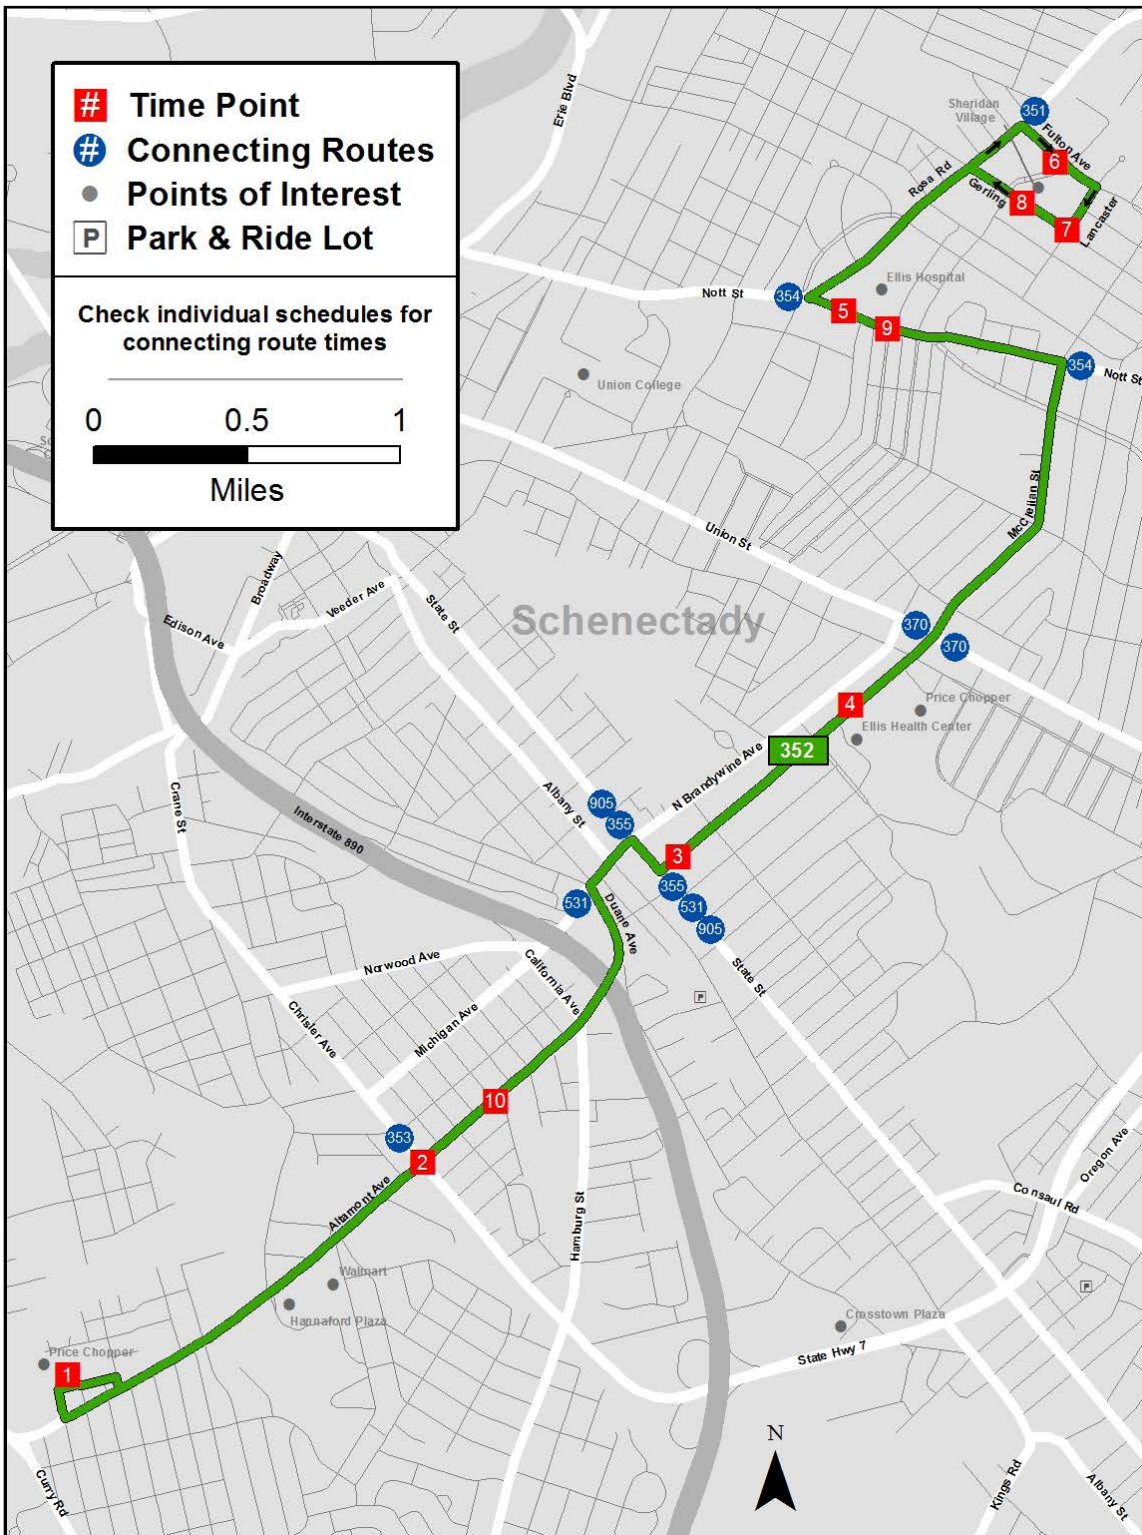 # Time Point
# Connecting Routes
Points of Interest
P Park & Ride Lot
Check individual schedules for
connecting route times
0 0.5 1
Miles
Erie Blvd
Sheridan
Village
351
Fulton Ave
6
Rosa Rd
Gerling
8
7
Lancaster
Ellis Hospital
Nott St
354
5
9
354
Nott St
Union College
McClellan St
Union St
Broadway
Veeder Ave
Edison Ave
State St
Schenectady
370
370
Price Chopper
4
Ellis Health Center
352
N Brandywine Ave
Crane St
Albany St
905
355
Interstate 890
3
355
531
531
905
Duane Ave
Norwood Ave
California Ave
State St
P
Chrisler Ave
Michigan Ave
10
353
2
Altamont Ave
Oregon Ave
Consaul Rd
Hamburg St
Walmart
Hannaford Plaza
P
Crosstown Plaza
State Hwy 7
Price Chopper
1
N
Curry Rd
Kings Rd
Albany St